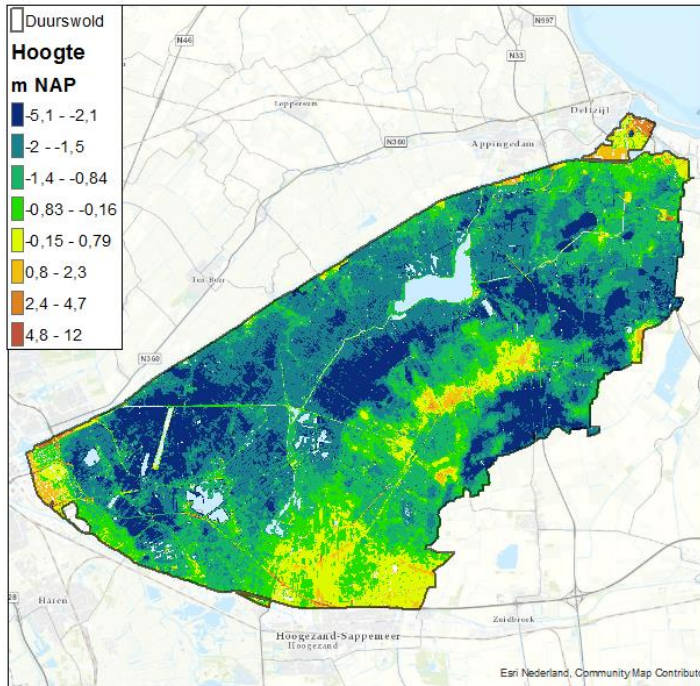 Duurswold
Hoogte
m NAP
-5,1 - -2,1
-2 - -1,5
-1,4 - -0,84
-0,83 - -0,16
-0,15 - 0,79
0,8 - 2,3
2,4 - 4,7
4,8 - 12
N997
N46
N33
Loppersum
Delfzijl
N360
Appingedam
Ten Boer
N360
28
Haren
Zuidbroek
Hoogezand-Sappemeer
Hoogezand
Esri Nederland, Community Map Contribut